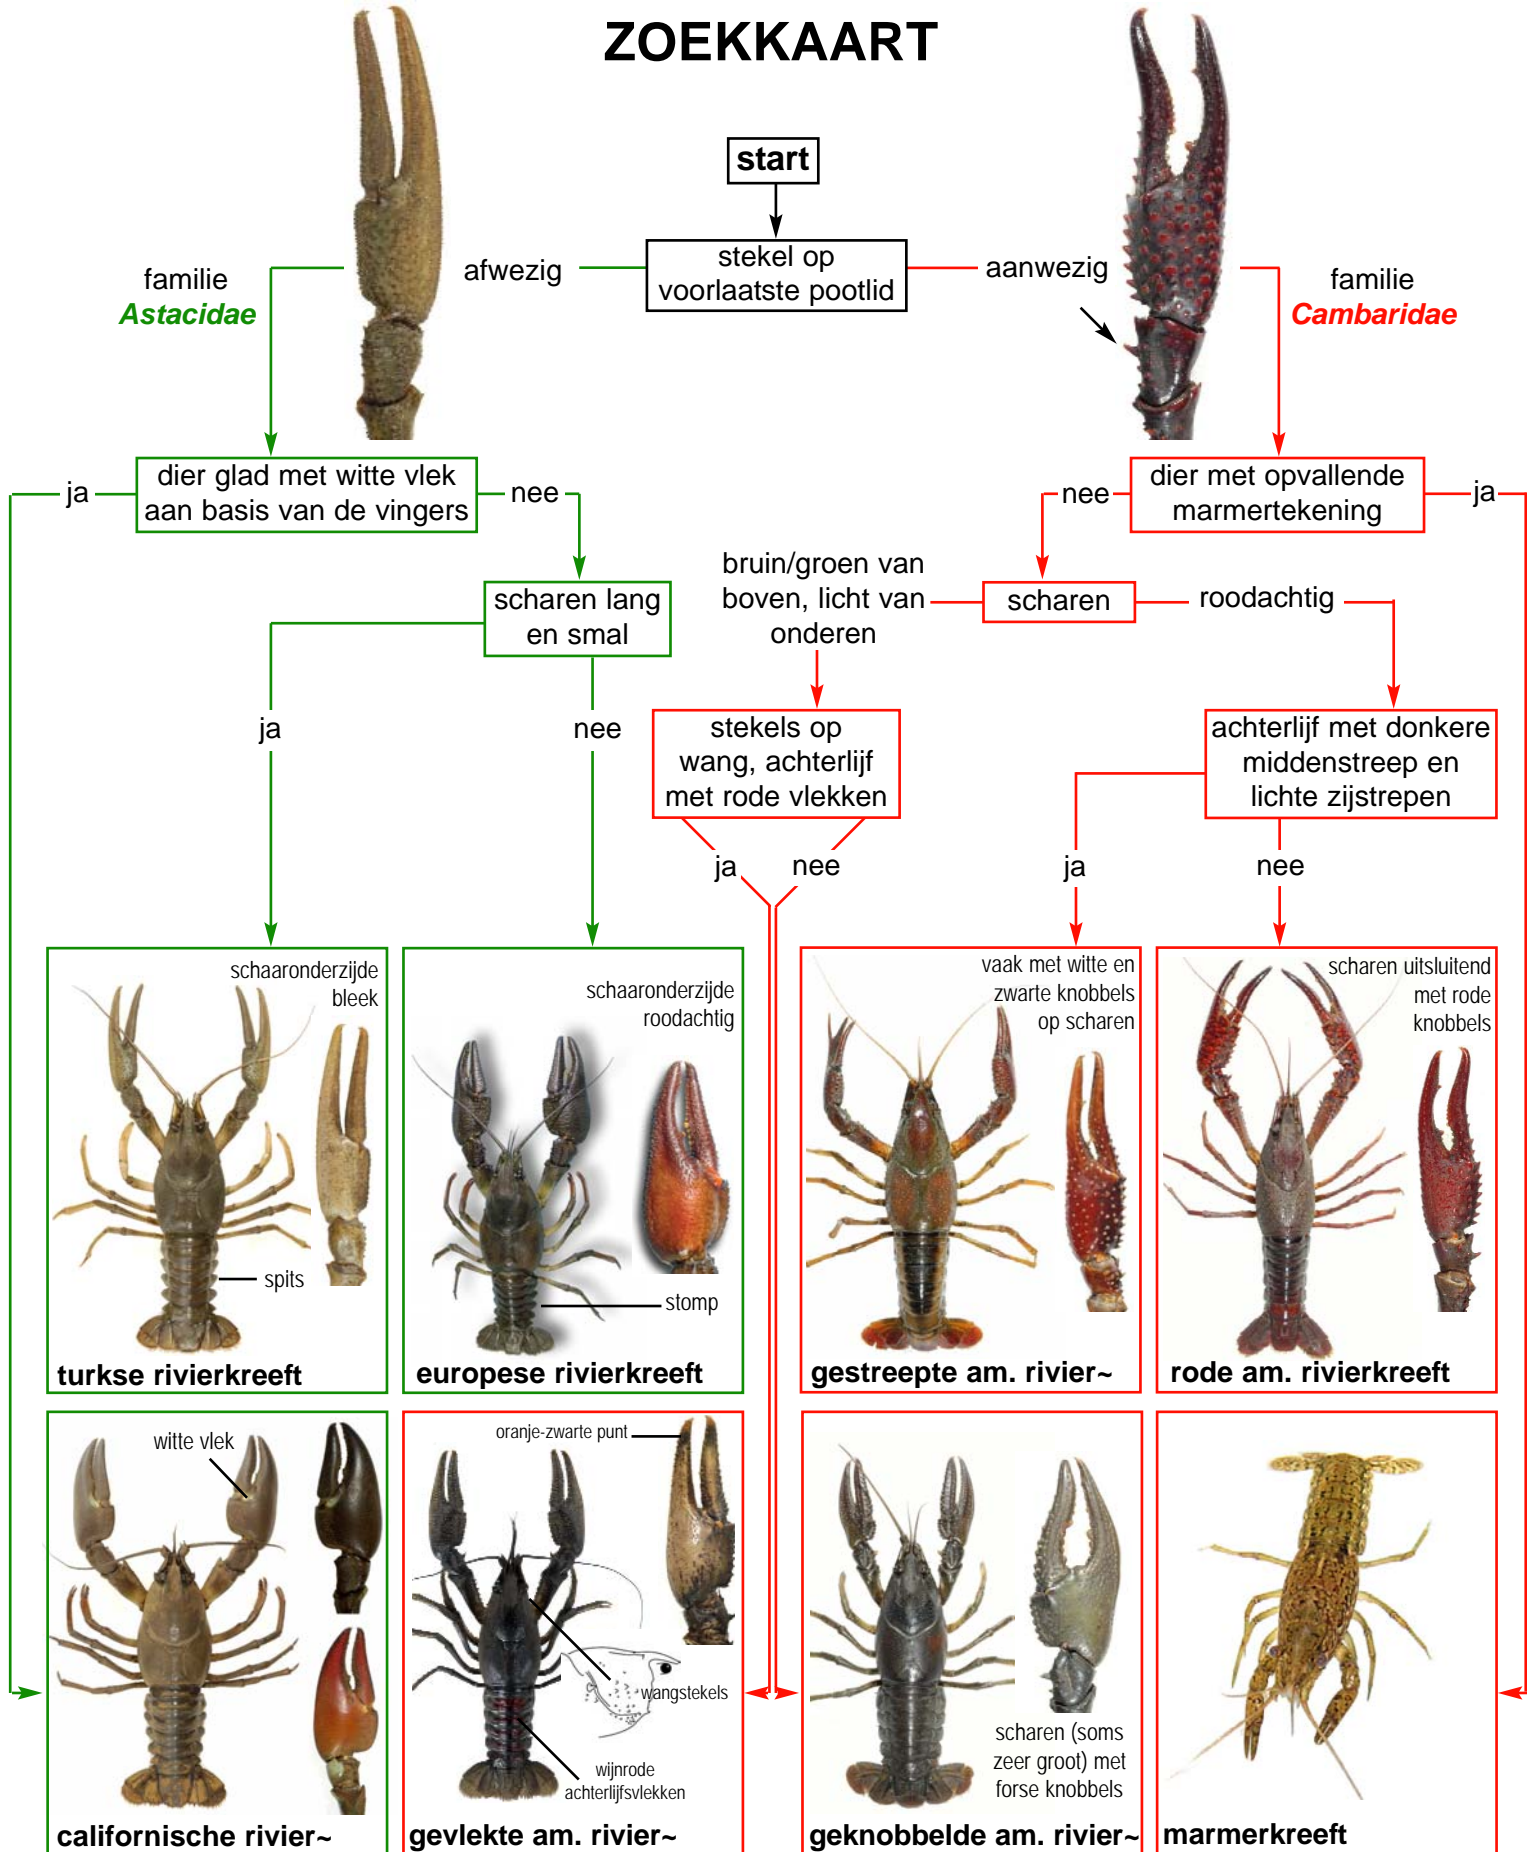 ZOEKKAART
start
stekel op
voorlaatste pootlid
afwezig
aanwezig
familie
Astacidae
familie
Cambaridae
ja
dier glad met witte vlek
aan basis van de vingers
nee
nee
dier met opvallende
marmertekening
ja
scharen lang
en smal
bruin/groen van
boven, licht van
onderen
scharen
roodachtig
ja
nee
stekels op
wang, achterlijf
met rode vlekken
achterlijf met donkere
middenstreep en
lichte zijstrepen
ja
nee
ja
nee
schaaronderzijde
bleek
spits
turkse rivierkreeft
schaaronderzijde
roodachtig
stomp
europese rivierkreeft
vaak met witte en
zwarte knobbels
op scharen
gestreepte am. rivier~
scharen uitsluitend
met rode
knobbels
rode am. rivierkreeft
witte vlek
californische rivier~
oranje-zwarte punt
wangstekels
wijnrode
achterlijfsvlekken
gevlekte am. rivier~
scharen (soms
zeer groot) met
forse knobbels
geknobbelde am. rivier~
marmerkreeft